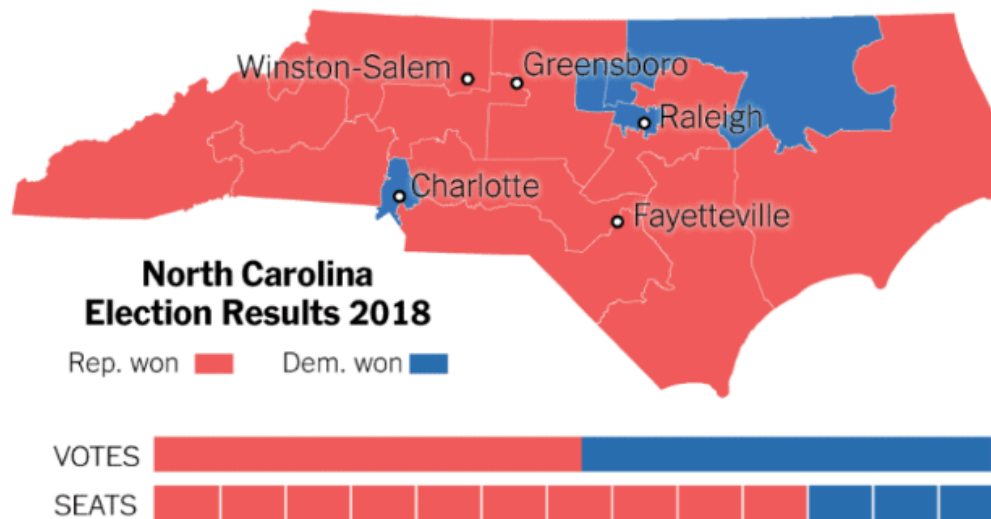 Winston-Salem
Greensboro
Raleigh
Charlotte
Fayetteville
North Carolina
Election Results 2018
Rep. won
Dem. won
VOTES
SEATS